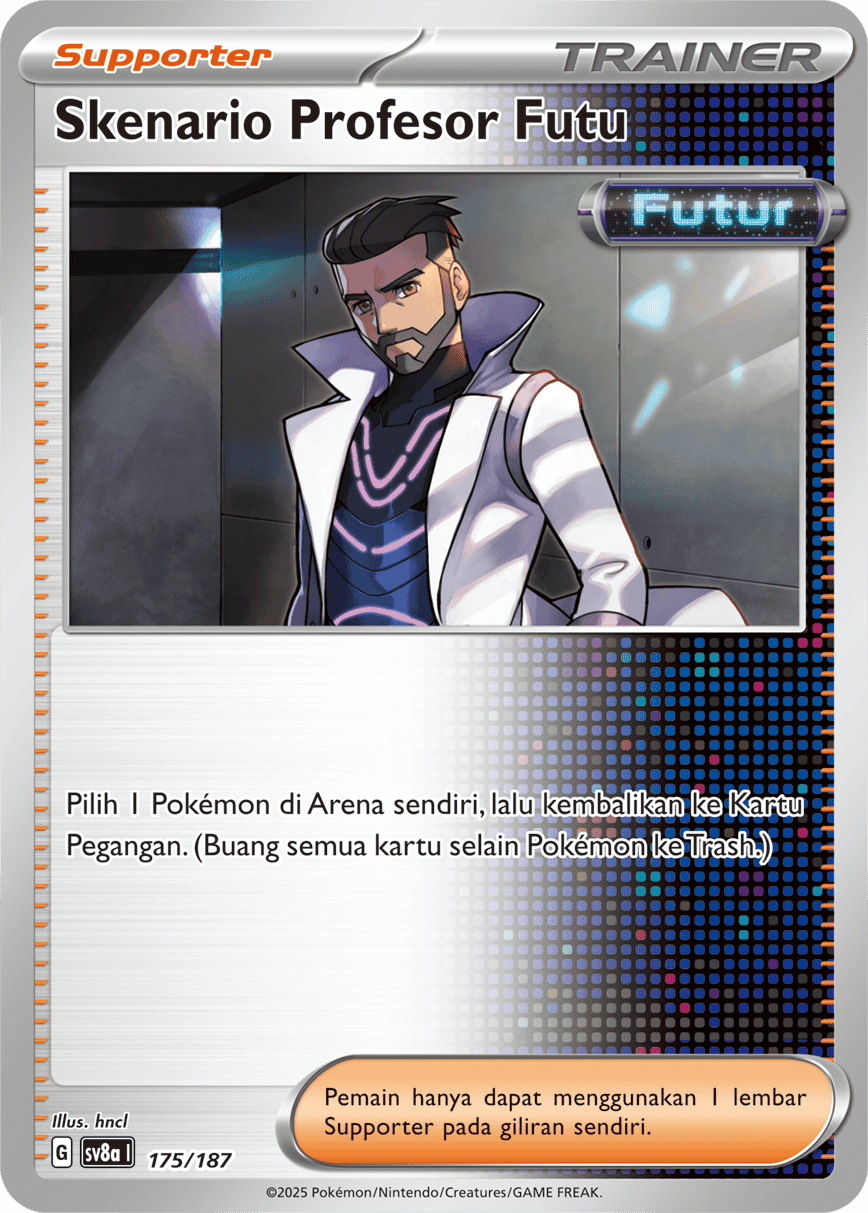 Supporter
TRAINER
Skenario Profesor Futu
Futur
Pilih 1 Pokémon di Arena sendiri, lalu kembalikan ke Kartu
Pegangan. (Buang semua kartu selain Pokémon ke Trash.)
Pemain hanya dapat menggunakan 1 lembar
Supporter pada giliran sendiri.
Illus. hncl
G sv8a I 175/187
©2025 Pokémon/Nintendo/Creatures/GAME FREAK.